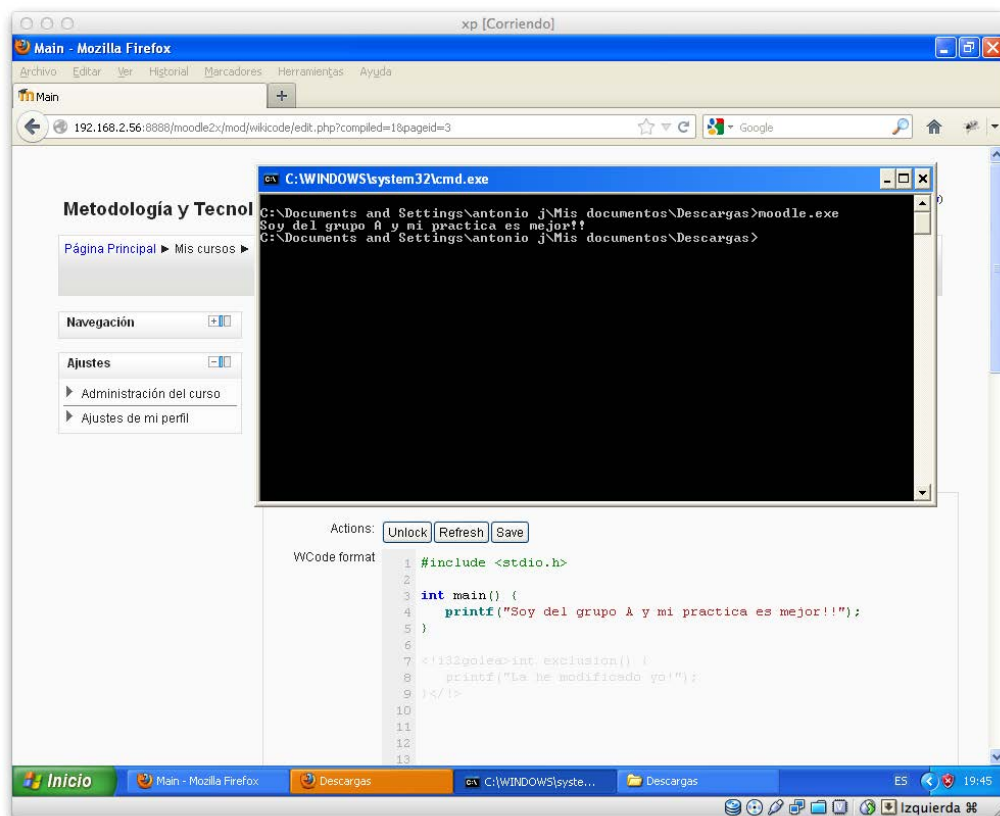 xp [Corriendo]
Main - Mozilla Firefox
Archivo Editar Ver Historial Marcadores Herramientas Ayuda
Main
192.168.2.56:8888/moodle2x/mod/wikicode/edit.php?compiled=1&pageid=3
Google
C:\WINDOWS\system32\cmd.exe
Metodología y Tecnol
C:\Documents and Settings\antonio j\Mis documentos\Descargas>moodle.exe
Soy del grupo A y mi practica es mejor!!
C:\Documents and Settings\antonio j\Mis documentos\Descargas>
Página Principal ► Mis cursos ►
Navegación
Ajustes
Administración del curso
Ajustes de mi perfil
Actions: Unlock Refresh Save
WCode format
1 #include <stdio.h>
2
3 int main() {
4 printf("Soy del grupo A y mi practica es mejor!!");
5 }
6
7 <!132golea>int exclusion() {
8 printf("La he modificado yo!");
9 }</!>
10
11
12
13
Inicio Main - Mozilla Firefox Descargas C:\WINDOWS\syste... Descargas ES 19:45
Izquierda ⌘